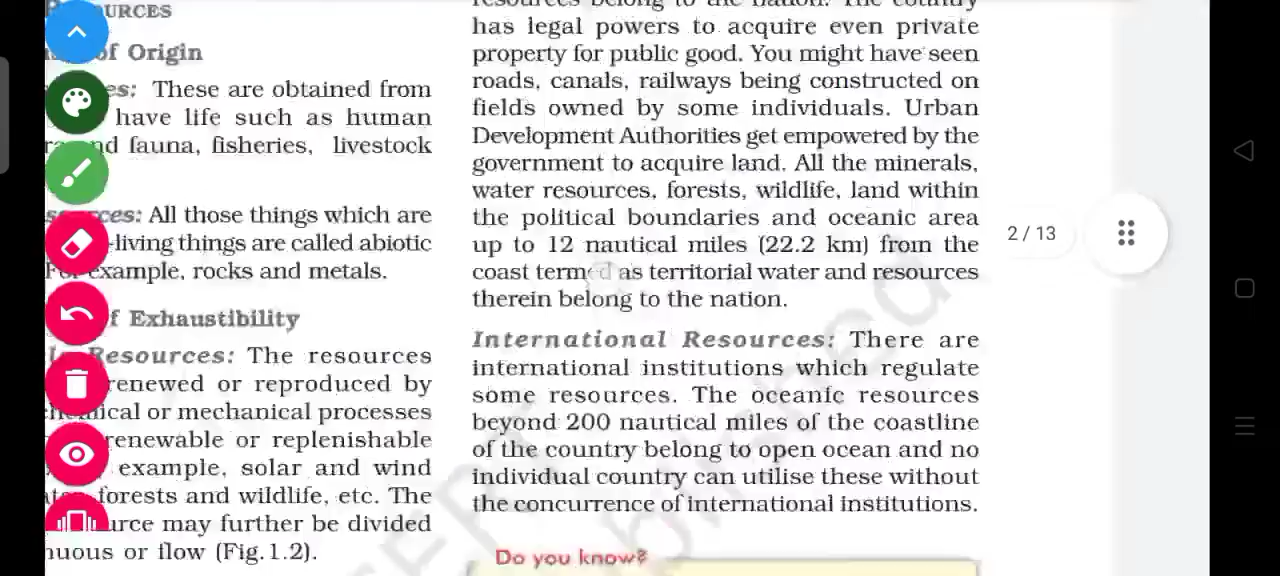 URCES
of Origin
es: These are obtained from
have life such as human
nd fauna, fisheries, livestock
ces: All those things which are
-living things are called abiotic
example, rocks and metals.
f Exhaustibility
Resources: The resources
renewed or reproduced by
or mechanical processes
renewable or replenishable
example, solar and wind
forests and wildlife, etc. The
urce may further be divided
nuous or flow (Fig.1.2).
resources belong to the nation. The country
has legal powers to acquire even private
property for public good. You might have seen
roads, canals, railways being constructed on
fields owned by some individuals. Urban
Development Authorities get empowered by the
government to acquire land. All the minerals,
water resources, forests, wildlife, land within
the political boundaries and oceanic area
up to 12 nautical miles (22.2 km) from the
coast termed as territorial water and resources
therein belong to the nation.
International Resources: There are
international institutions which regulate
some resources. The oceanic resources
beyond 200 nautical miles of the coastline
of the country belong to open ocean and no
individual country can utilise these without
the concurrence of international institutions.
Do you know?
2 / 13